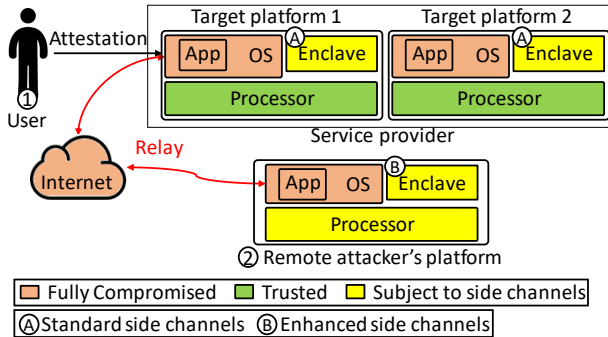 Target platform 1 Target platform 2
Attestation
App OS Ⓐ Enclave App OS Ⓐ Enclave
Processor Processor
①
User
Service provider
Relay
Internet
App OS Ⓑ Enclave
Processor
② Remote attacker's platform
Fully Compromised Trusted Subject to side channels
Ⓐ Standard side channels Ⓑ Enhanced side channels